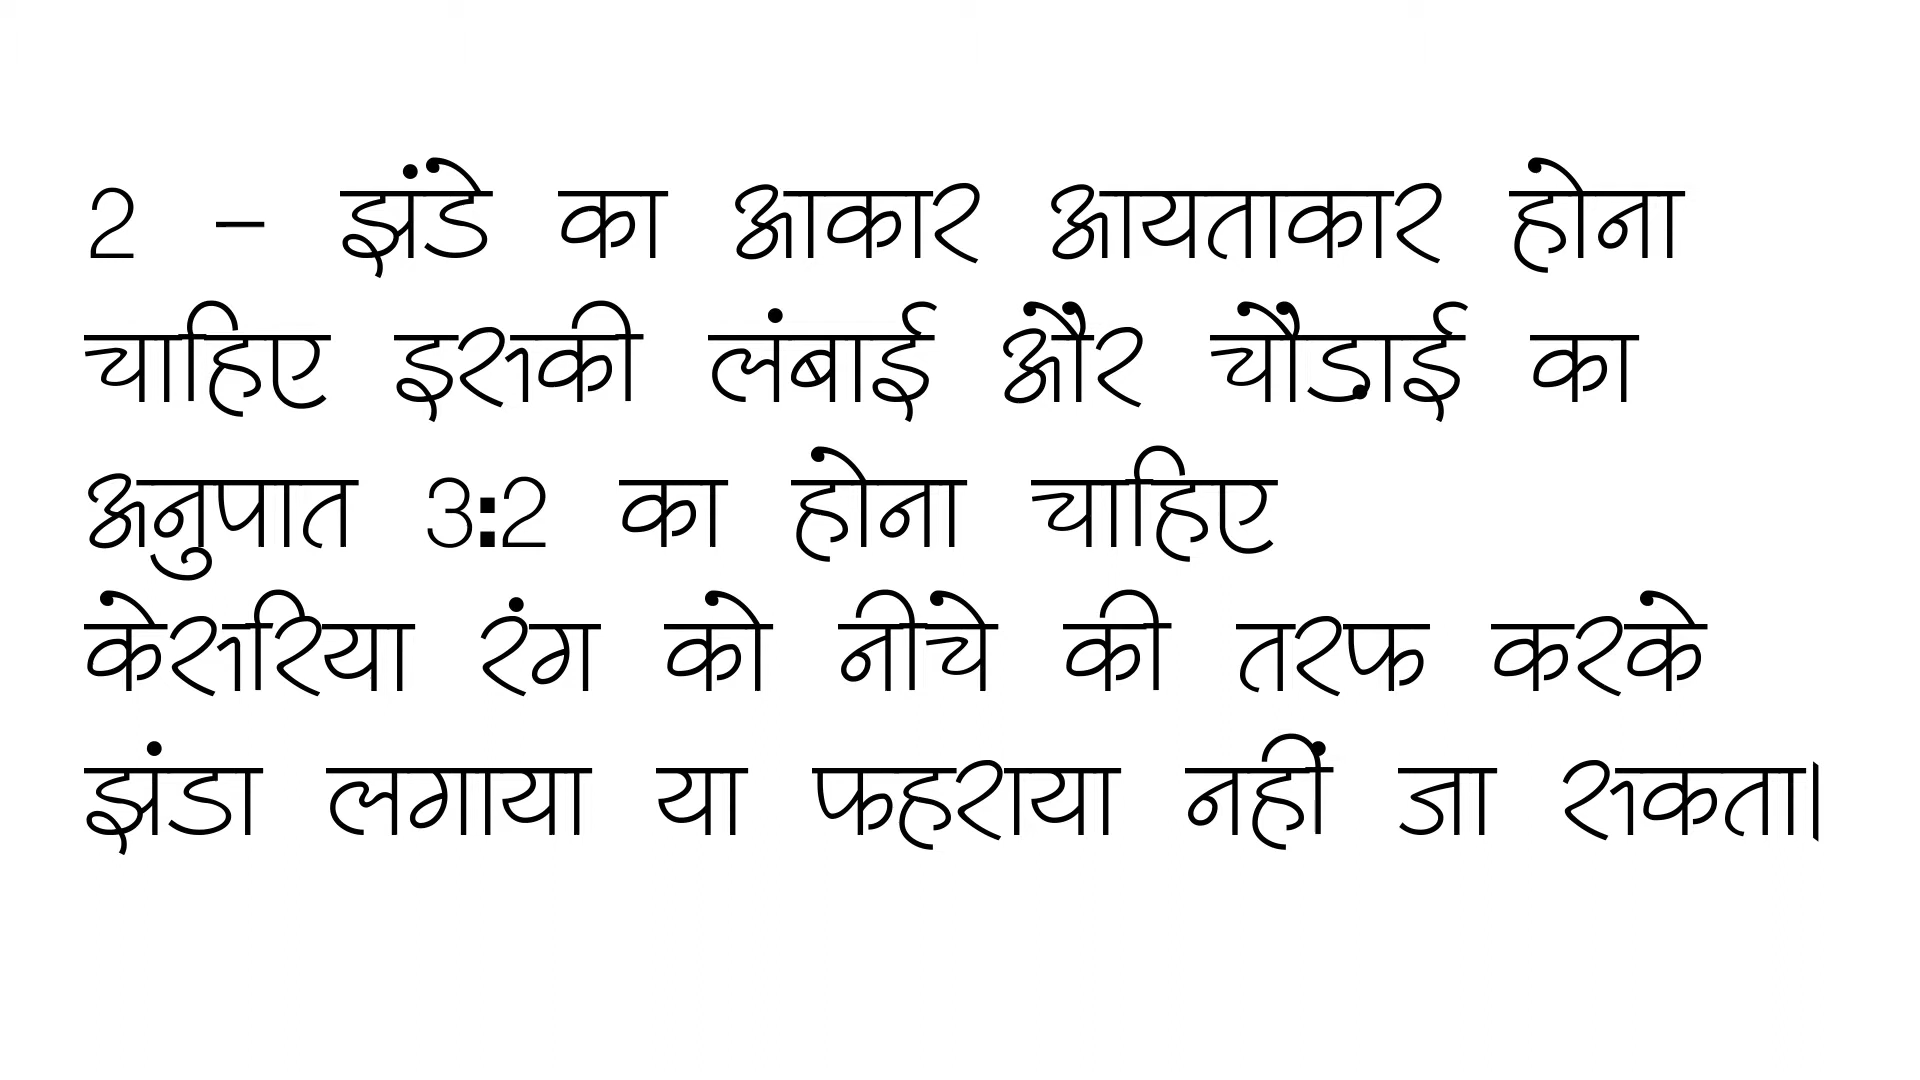 2 - झंडे का आकार आयताकार होना
चाहिए इसकी लंबाई और चौड़ाई का
अनुपात 3:2 का होना चाहिए
केसरिया रंग को नीचे की तरफ करके
झंडा लगाया या फहराया नहीं जा सकता।